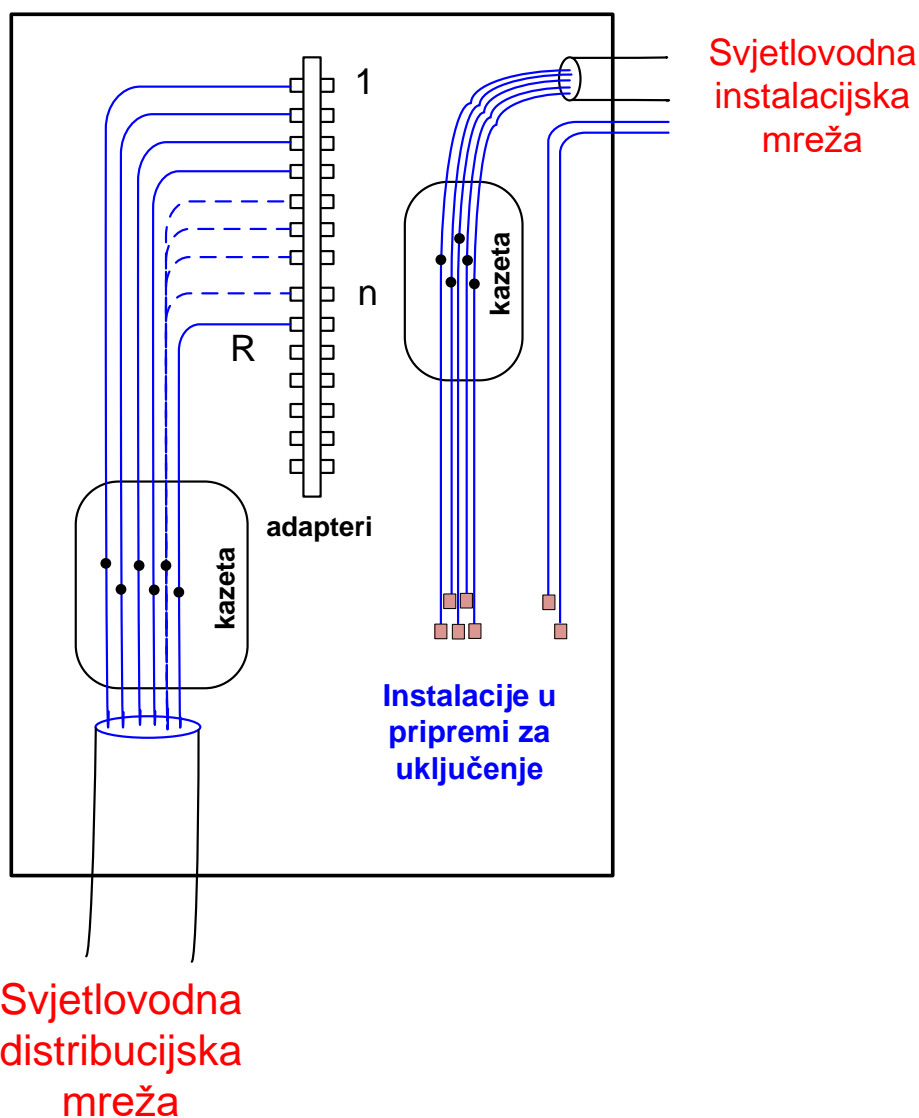 Svjetlovodna
instalacijska
mreža
1
n
R
kazeta
adapteri
kazeta
Instalacije u
pripremi za
uključenje
Svjetlovodna
distribucijska
mreža